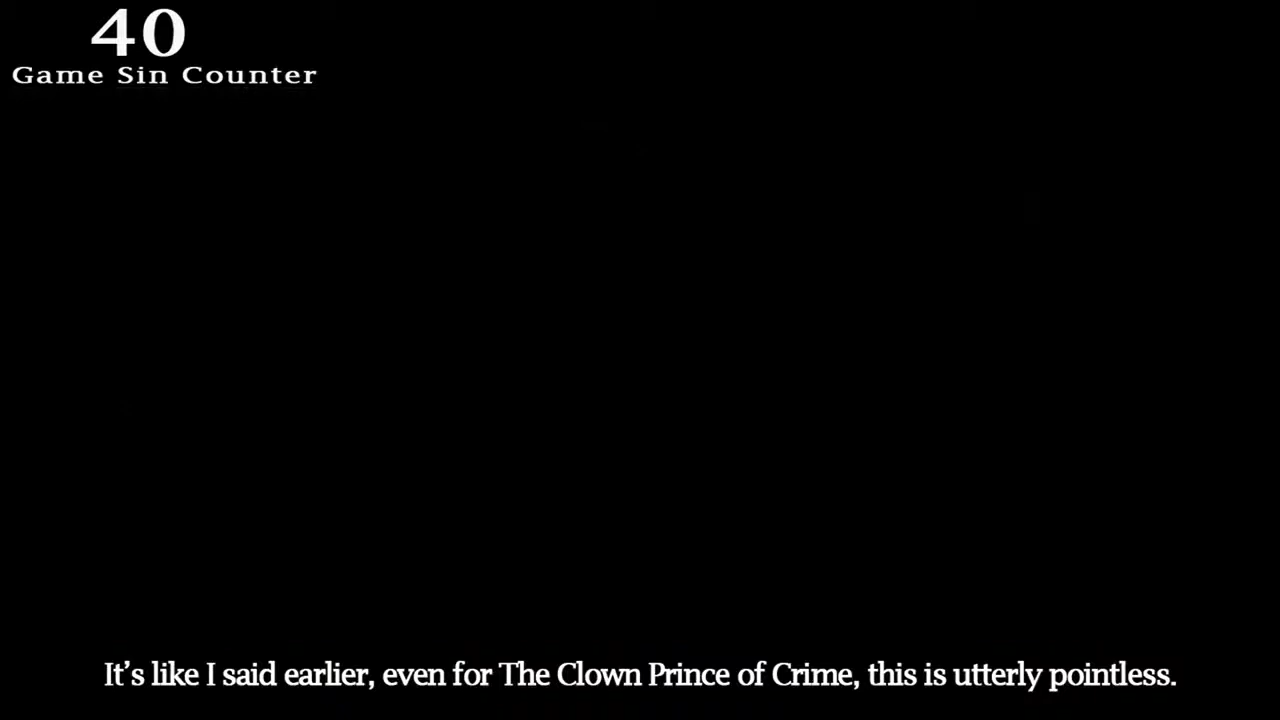 40
Game Sin Counter
It’s like I said earlier, even for The Clown Prince of Crime, this is utterly pointless.